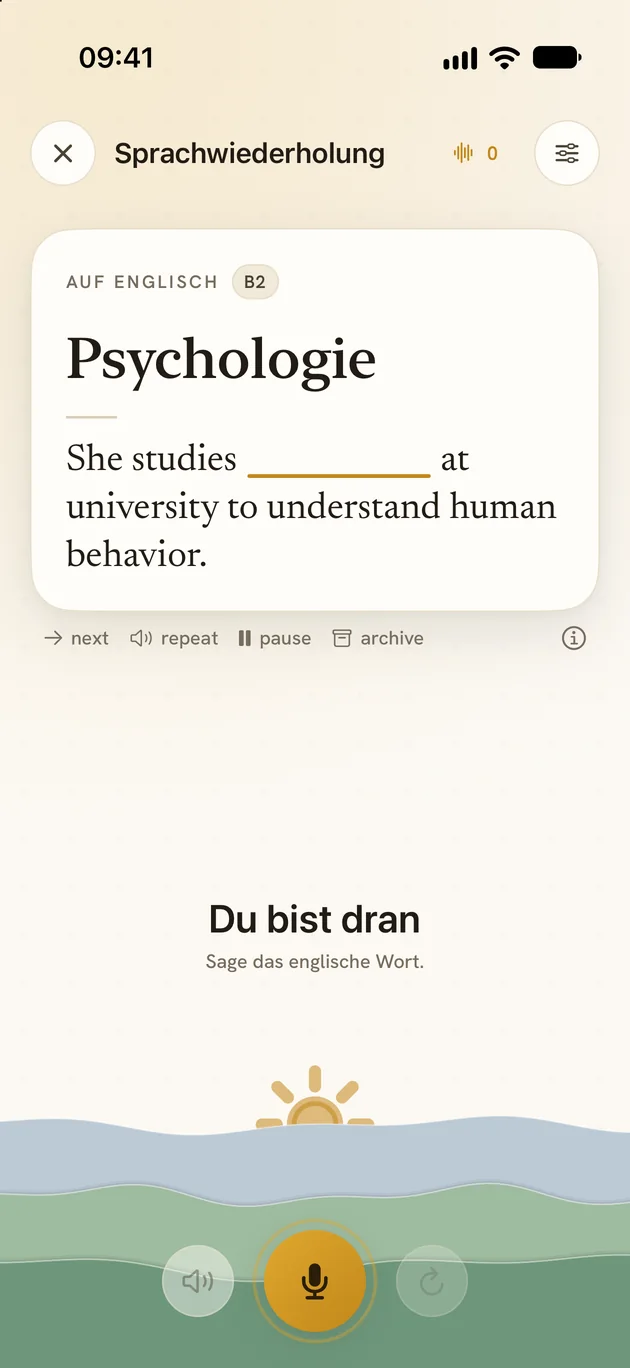 09:41
Sprachwiederholung 0
AUF ENGLISCH B2
Psychologie
She studies __________ at
university to understand human
behavior.
next repeat pause archive
Du bist dran
Sage das englische Wort.